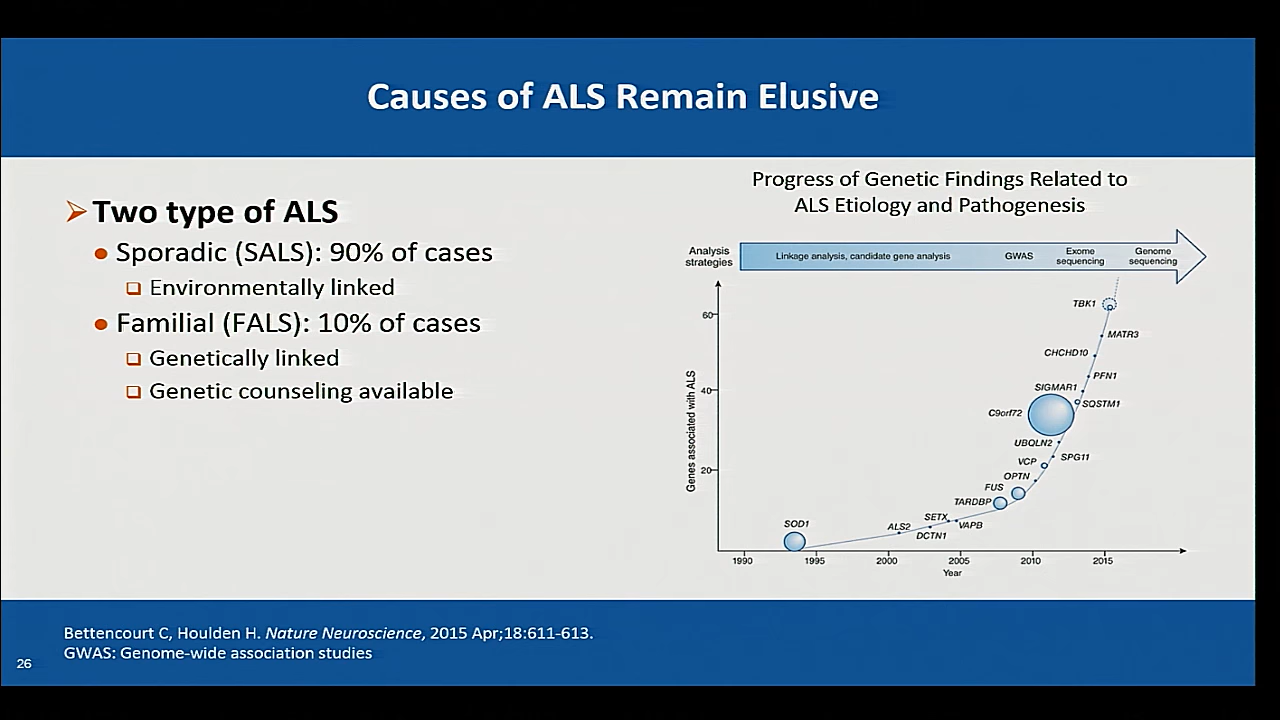 Causes of ALS Remain Elusive
Two type of ALS
Sporadic (SALS): 90% of cases
Environmentally linked
Familial (FALS): 10% of cases
Genetically linked
Genetic counseling available
Progress of Genetic Findings Related to
ALS Etiology and Pathogenesis
Analysis
strategies
Linkage analysis, candidate gene analysis
GWAS
Exome
sequencing
Genome
sequencing
Genes associated with ALS
60
40
20
TBK1
MATR3
CHCHD10
PFN1
SIGMAR1
SQSTM1
C9orf72
UBQLN2
SPG11
VCP
OPTN
FUS
TARDBP
SETX
VAPB
ALS2
DCTN1
SOD1
1990 1995 2000 2005 2010 2015
Year
Bettencourt C, Houlden H. Nature Neuroscience, 2015 Apr;18:611-613.
GWAS: Genome-wide association studies
26